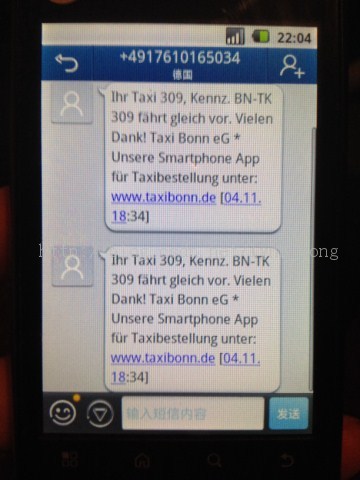 22:04
+4917610165034
德国
Ihr Taxi 309, Kennz. BN-TK
309 fährt gleich vor. Vielen
Dank! Taxi Bonn eG *
Unsere Smartphone App
für Taxibestellung unter:
www.taxibonn.de [04.11.
18:34]
Ihr Taxi 309, Kennz. BN-TK
309 fährt gleich vor. Vielen
Dank! Taxi Bonn eG *
Unsere Smartphone App
für Taxibestellung unter:
www.taxibonn.de [04.11.
18:34]
输入短信内容
发送